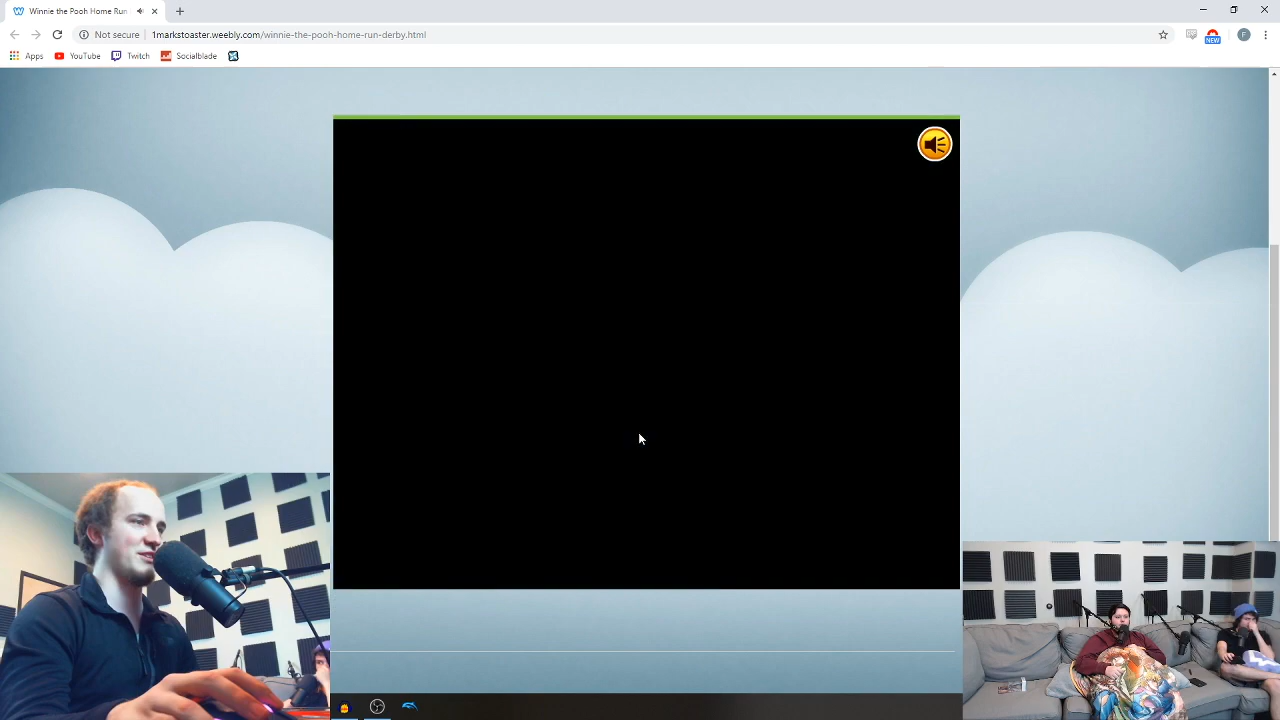 Winnie the Pooh Home Run
Not secure
1markstoaster.weebly.com/winnie-the-pooh-home-run-derby.html
NEW
F
Apps
YouTube
Twitch
Socialblade